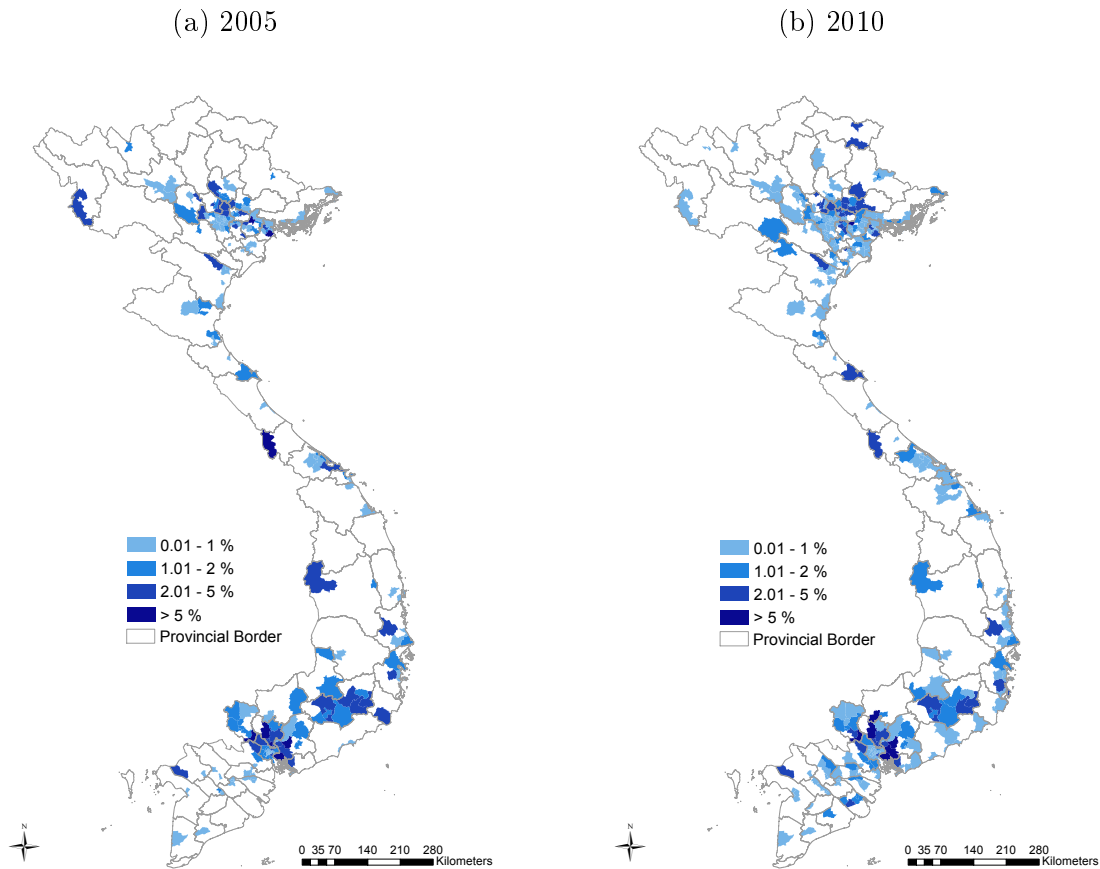 (a) 2005
(b) 2010
0.01 - 1 %
1.01 - 2 %
2.01 - 5 %
> 5 %
Provincial Border
0.01 - 1 %
1.01 - 2 %
2.01 - 5 %
> 5 %
Provincial Border
N
0 35 70 140 210 280
Kilometers
N
0 35 70 140 210 280
Kilometers